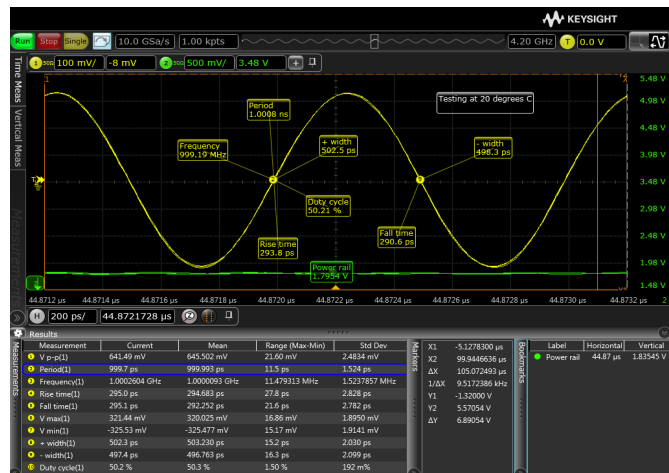 KEYSIGHT
Run Stop Single 10.0 GSa/s 1.00 kpts 4.20 GHz T 0.0 V
1 50Ω 100 mV/ -8 mV 2 50Ω 500 mV/ 3.48 V +
Time Meas
Vertical Meas
Measurements
5.48 V
4.98 V
4.48 V
3.98 V
3.48 V
2.98 V
2.48 V
1.98 V
1.48 V
Testing at 20 degrees C
Period
1.0008 ns
Frequency
999.19 MHz
+ width
502.5 ps
- width
498.3 ps
Duty cycle
50.21 %
Rise time
293.8 ps
Fall time
290.6 ps
Power rail
1.7954 V
44.8712 µs 44.8714 µs 44.8716 µs 44.8718 µs 44.8720 µs 44.8722 µs 44.8724 µs 44.8726 µs 44.8728 µs 44.8730 µs 44.8732 µs 2
H 200 ps/ 44.8721728 µs
Results
Measurements
Measurement Current Mean Range (Max-Min) Std Dev
V p-p(1) 641.49 mV 645.502 mV 21.60 mV 2.4834 mV
Period(1) 999.7 ps 999.993 ps 11.5 ps 1.524 ps
Frequency(1) 1.0002604 GHz 1.0000093 GHz 11.479313 MHz 1.5237857 MHz
Rise time(1) 295.0 ps 294.683 ps 27.8 ps 2.828 ps
Fall time(1) 295.1 ps 292.252 ps 21.6 ps 2.782 ps
V max(1) 321.44 mV 320.025 mV 16.86 mV 1.8950 mV
V min(1) -325.53 mV -325.477 mV 15.17 mV 1.9141 mV
+ width(1) 502.3 ps 503.230 ps 15.2 ps 2.030 ps
- width(1) 497.4 ps 496.763 ps 16.3 ps 2.099 ps
Duty cycle(1) 50.2 % 50.3 % 1.50 % 192 m%
Markers
X1 -5.1278300 µs
X2 99.9446636 µs
ΔX 105.072493 µs
1/ΔX 9.5172386 kHz
Y1 -1.32000 V
Y2 5.57054 V
ΔY 6.89054 V
Bookmarks
Label Horizontal Vertical
Power rail 44.87 µs 1.83545 V